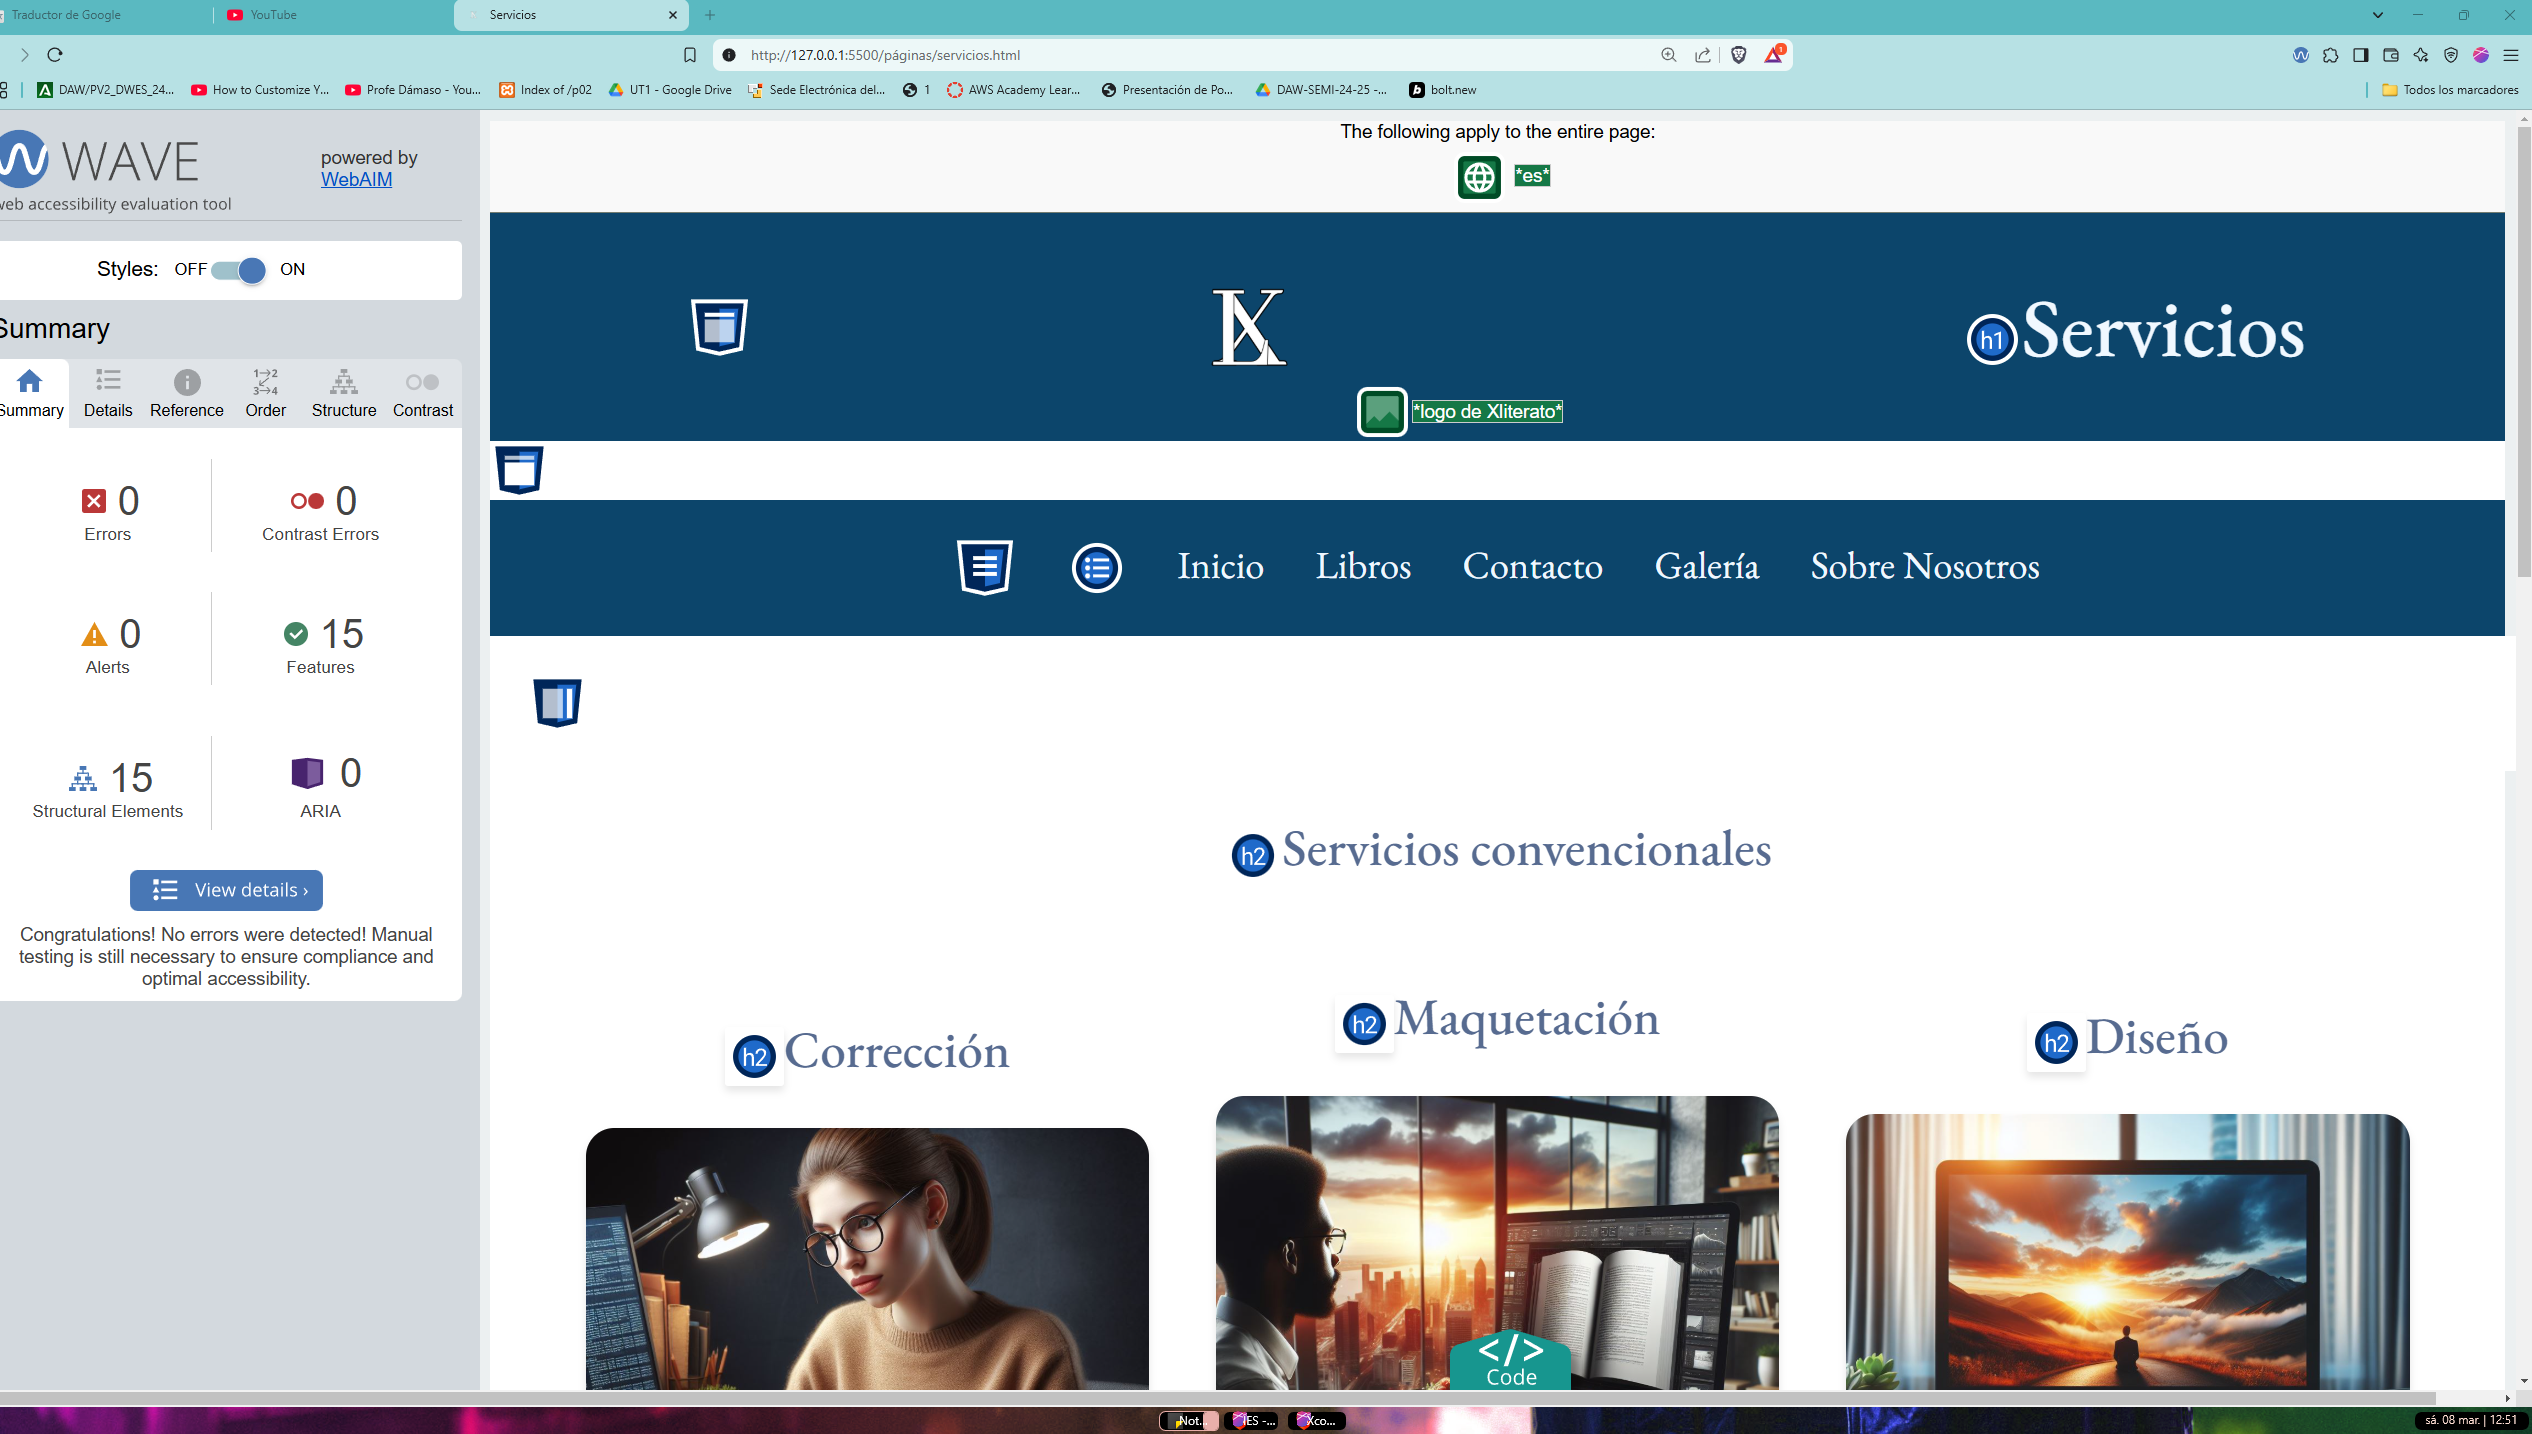 Traductor de Google
YouTube
Servicios
http://127.0.0.1:5500/páginas/servicios.html
1
DAW/PV2_DWES_24...
How to Customize Y...
Profe Dámaso - You...
Index of /p02
UT1 - Google Drive
Sede Electrónica del...
1
AWS Academy Lear...
Presentación de Po...
DAW-SEMI-24-25 -...
bolt.new
Todos los marcadores
WAVE
powered by
WebAIM
web accessibility evaluation tool
Styles: OFF ON
Summary
Summary
Details
Reference
1→2
3→4
Order
Structure
Contrast
0
Errors
0
Contrast Errors
0
Alerts
15
Features
15
Structural Elements
0
ARIA
View details ›
Congratulations! No errors were detected! Manual
testing is still necessary to ensure compliance and
optimal accessibility.
The following apply to the entire page:
*es*
h1 Servicios
*logo de Xliterato*
Inicio
Libros
Contacto
Galería
Sobre Nosotros
h2 Servicios convencionales
h2 Corrección
h2 Maquetación
h2 Diseño
</>
Code
Not...
IES -...
Xco...
sá. 08 mar. | 12:51